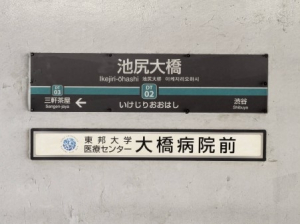 池尻大橋
Ikejiri-ōhashi
DT
03
DT
02
三軒茶屋
Sangen-jaya
←
いけじりおおはし
渋谷
Shibuya
東邦大学
医療センター
大橋病院前